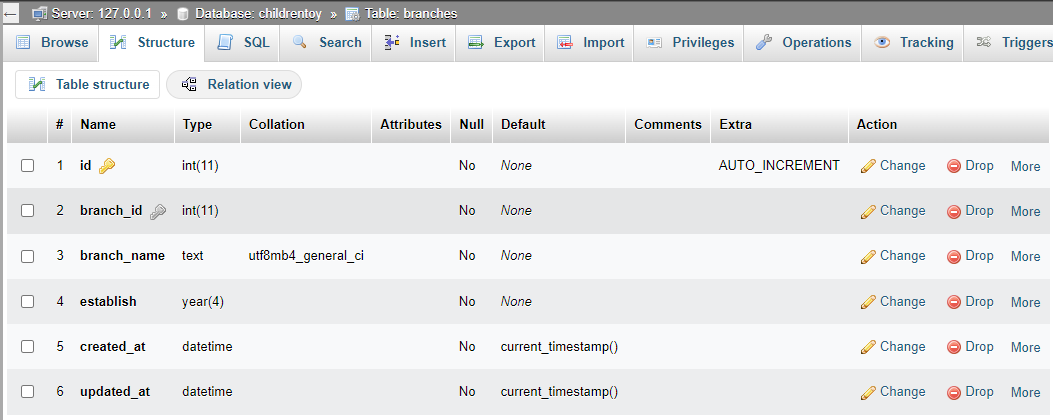 Server: 127.0.0.1 » Database: childrentoy » Table: branches
Browse Structure SQL Search Insert Export Import Privileges Operations Tracking Triggers
Table structure Relation view
# Name Type Collation Attributes Null Default Comments Extra Action
1 id int(11) No None AUTO_INCREMENT Change Drop More
2 branch_id int(11) No None Change Drop More
3 branch_name text utf8mb4_general_ci No None Change Drop More
4 establish year(4) No None Change Drop More
5 created_at datetime No current_timestamp() Change Drop More
6 updated_at datetime No current_timestamp() Change Drop More